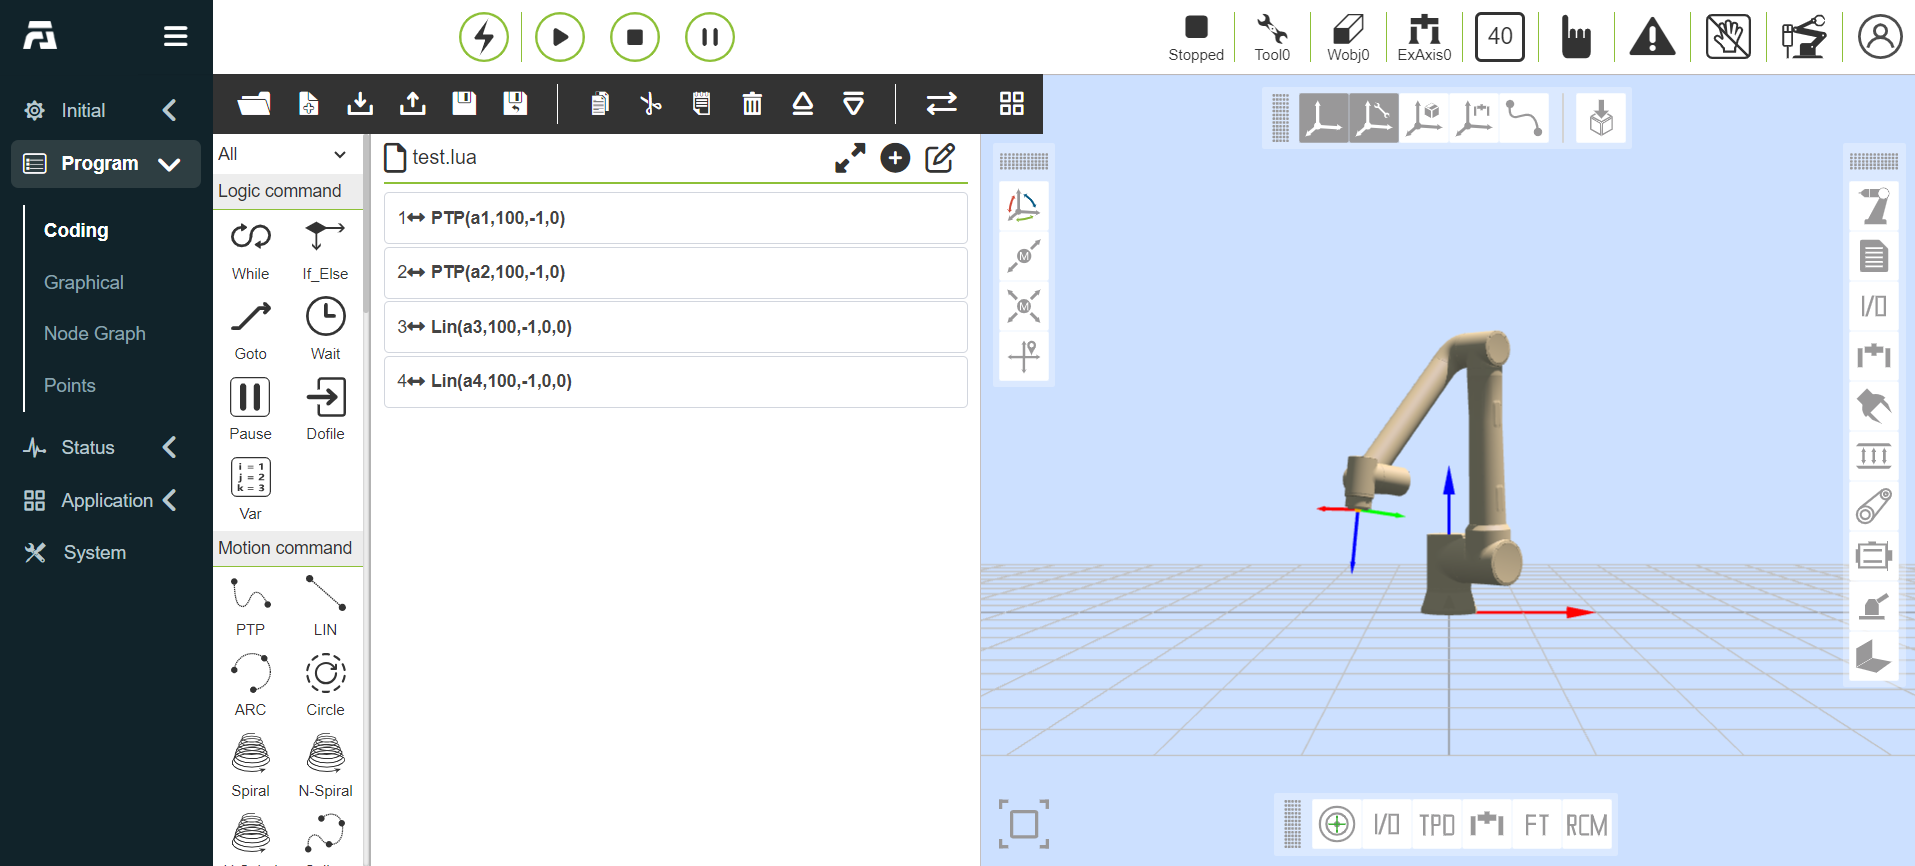 Stopped
Tool0
Wobj0
ExAxis0
40
Initial
Program
Coding
Graphical
Node Graph
Points
Status
Application
System
All
Logic command
While
If_Else
Goto
Wait
Pause
Dofile
i = 1
j = 2
k = 3
Var
Motion command
PTP
LIN
ARC
Circle
Spiral
N-Spiral
test.lua
1 PTP(a1,100,-1,0)
2 PTP(a2,100,-1,0)
3 Lin(a3,100,-1,0,0)
4 Lin(a4,100,-1,0,0)
M
M
I/O
I/O
TPD
FT
RCM